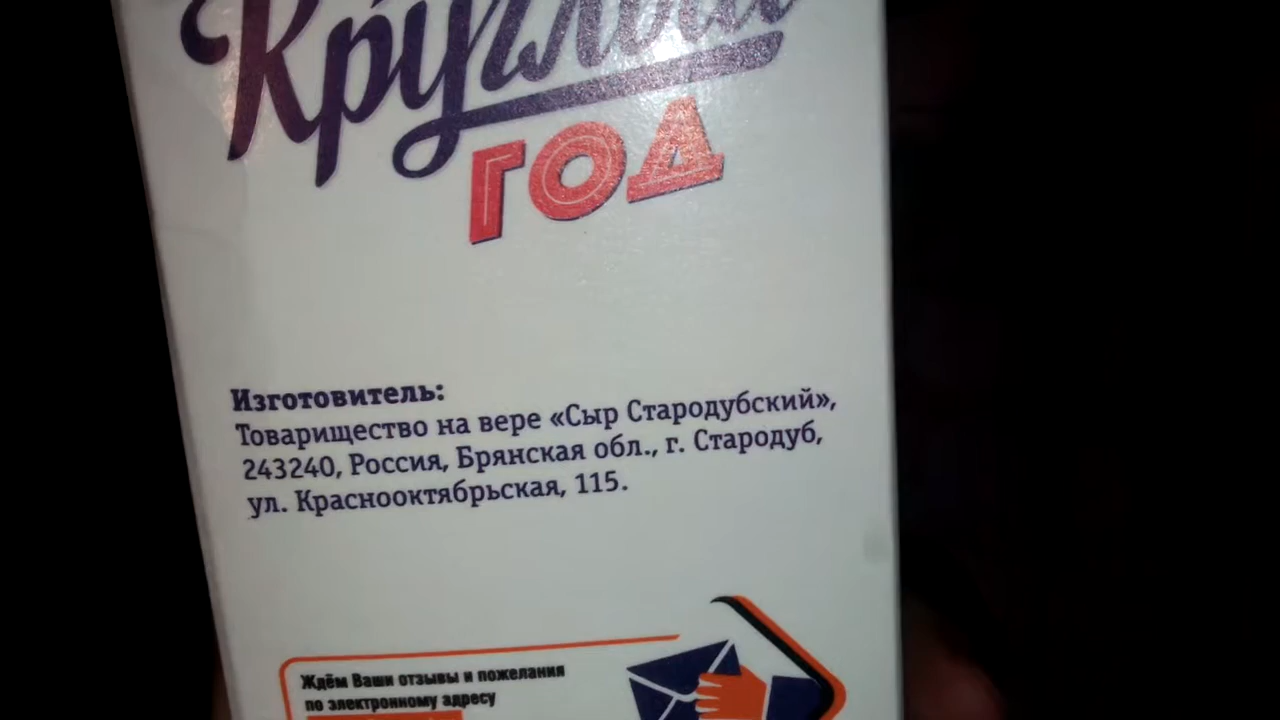 Круглый
ГОД
Изготовитель:
Товарищество на вере «Сыр Стародубский»,
243240, Россия, Брянская обл., г. Стародуб,
ул. Краснооктябрьская, 115.
Ждём Ваши отзывы и пожелания
по электронному адресу